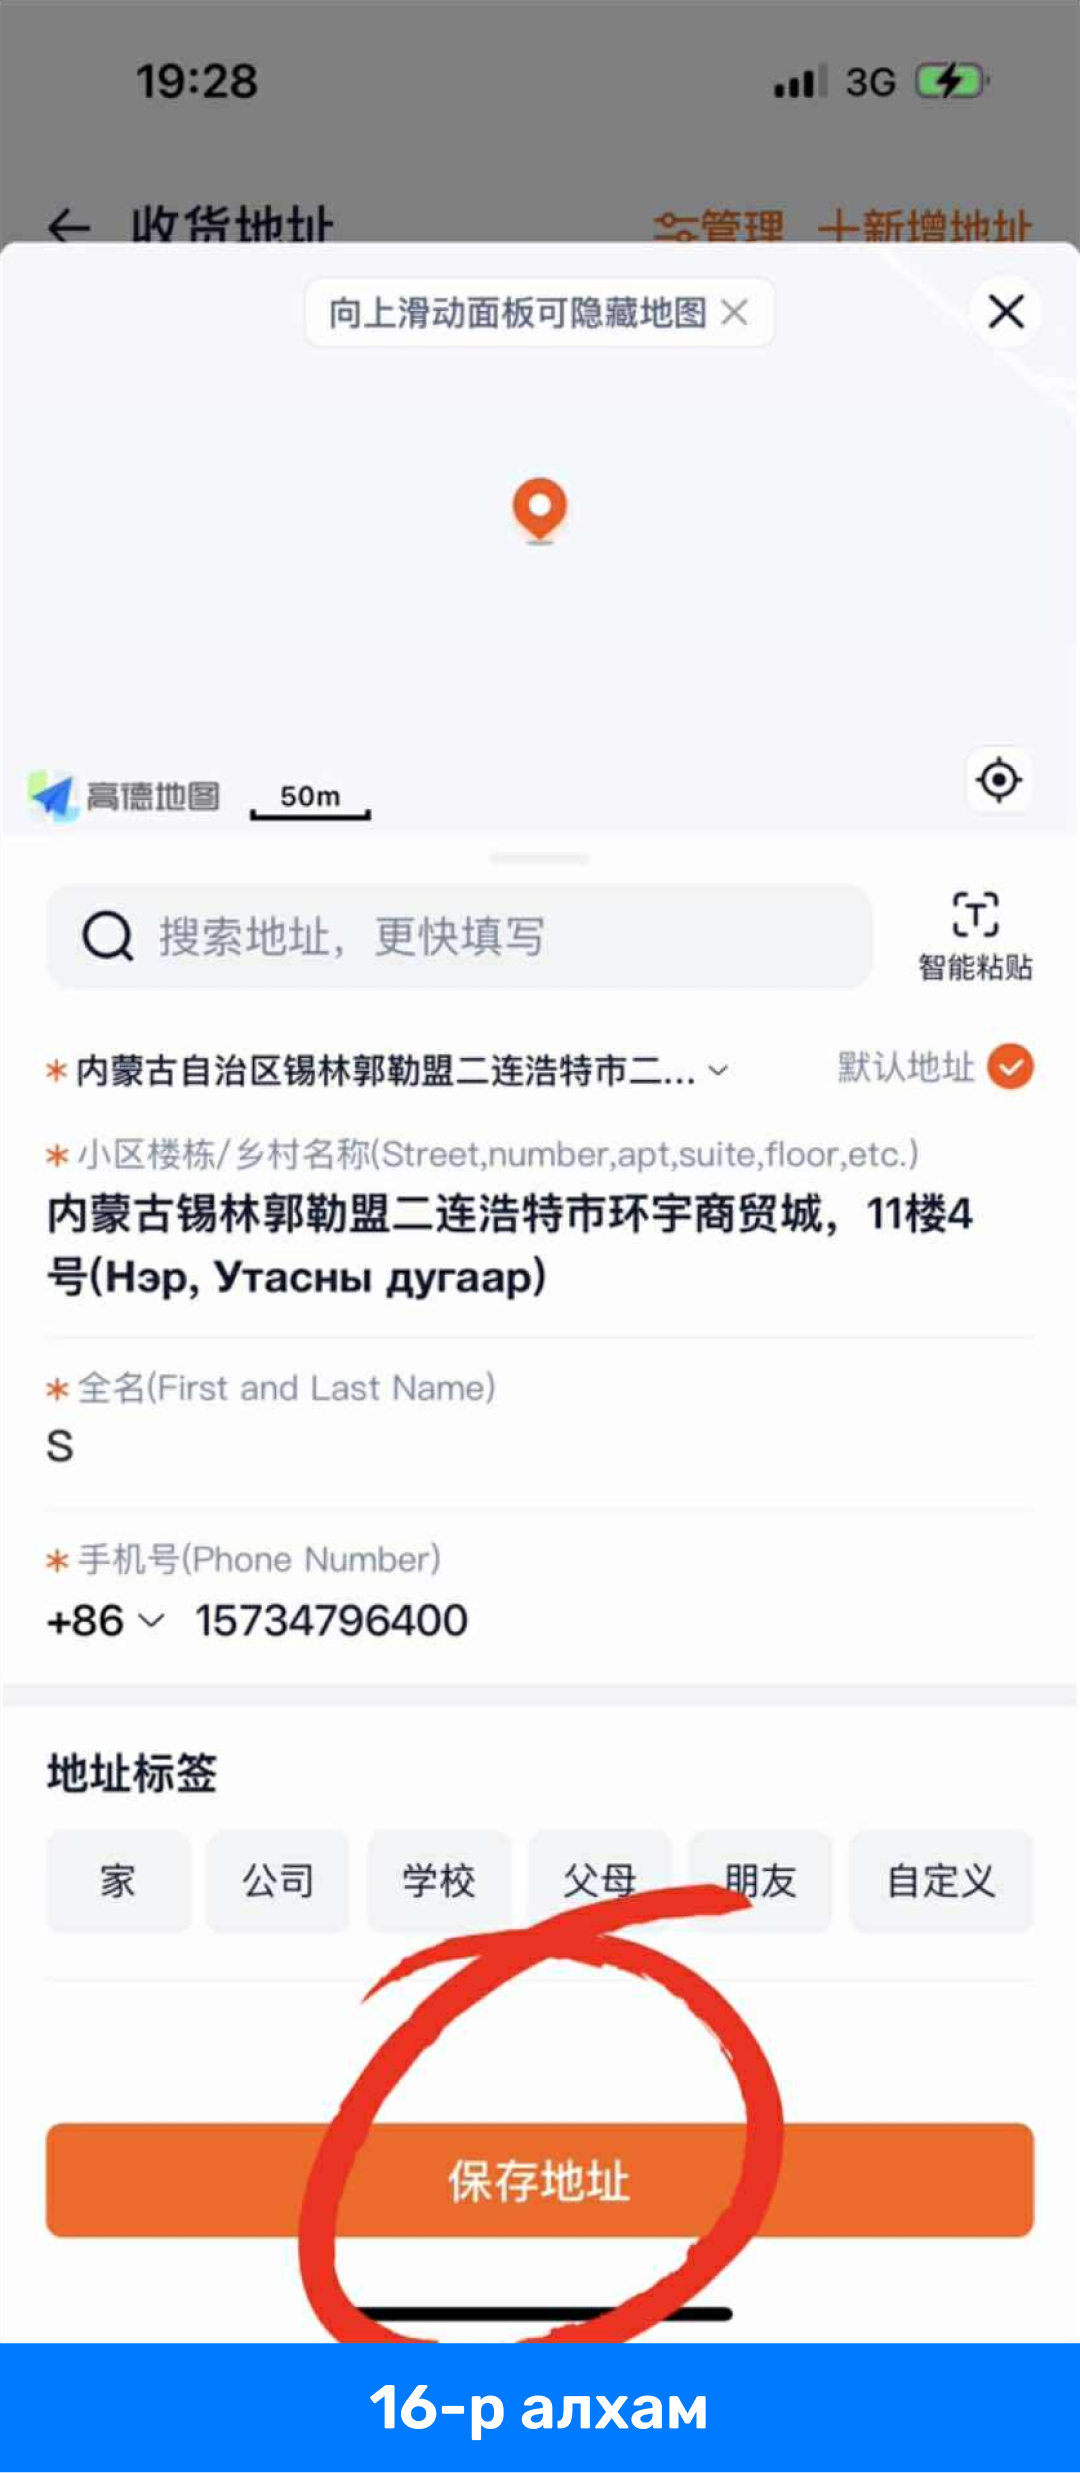 19:28 3G
收货地址 管理 新增地址
向上滑动面板可隐藏地图
高德地图 50m
搜索地址，更快填写
智能粘贴
* 内蒙古自治区锡林郭勒盟二连浩特市二... 默认地址
* 小区楼栋/乡村名称(Street,number,apt,suite,floor,etc.)
内蒙古锡林郭勒盟二连浩特市环宇商贸城，11楼4
号(Нэр, Утасны дугаар)
* 全名(First and Last Name)
S
* 手机号(Phone Number)
+86 15734796400
地址标签
家 公司 学校 父母 朋友 自定义
保存地址
16-р алхам